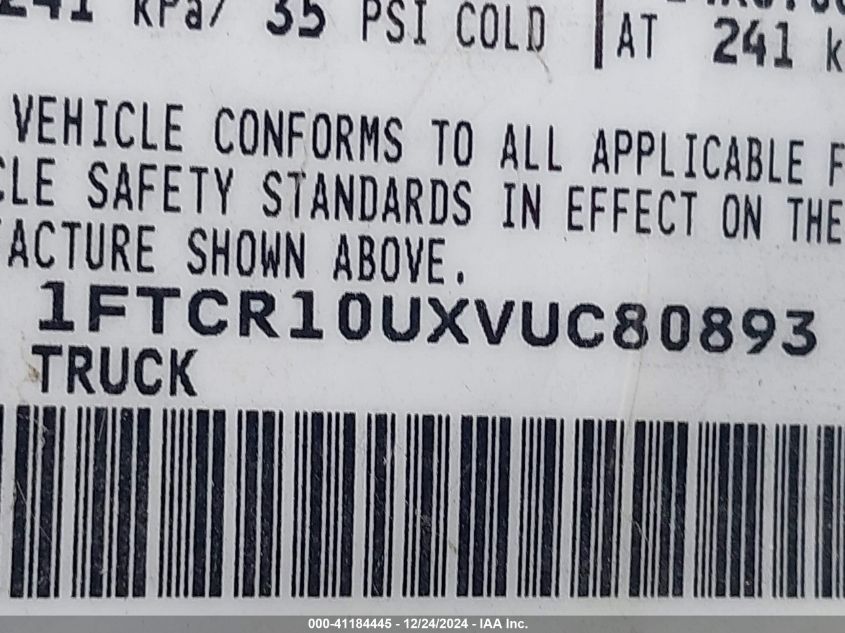 241 kPa/ 35 PSI COLD AT 241 k
VEHICLE CONFORMS TO ALL APPLICABLE F
CLE SAFETY STANDARDS IN EFFECT ON THE
FACTURE SHOWN ABOVE.
1FTCR10UXVUC80893
TRUCK
000-41184445 - 12/24/2024 - IAA Inc.